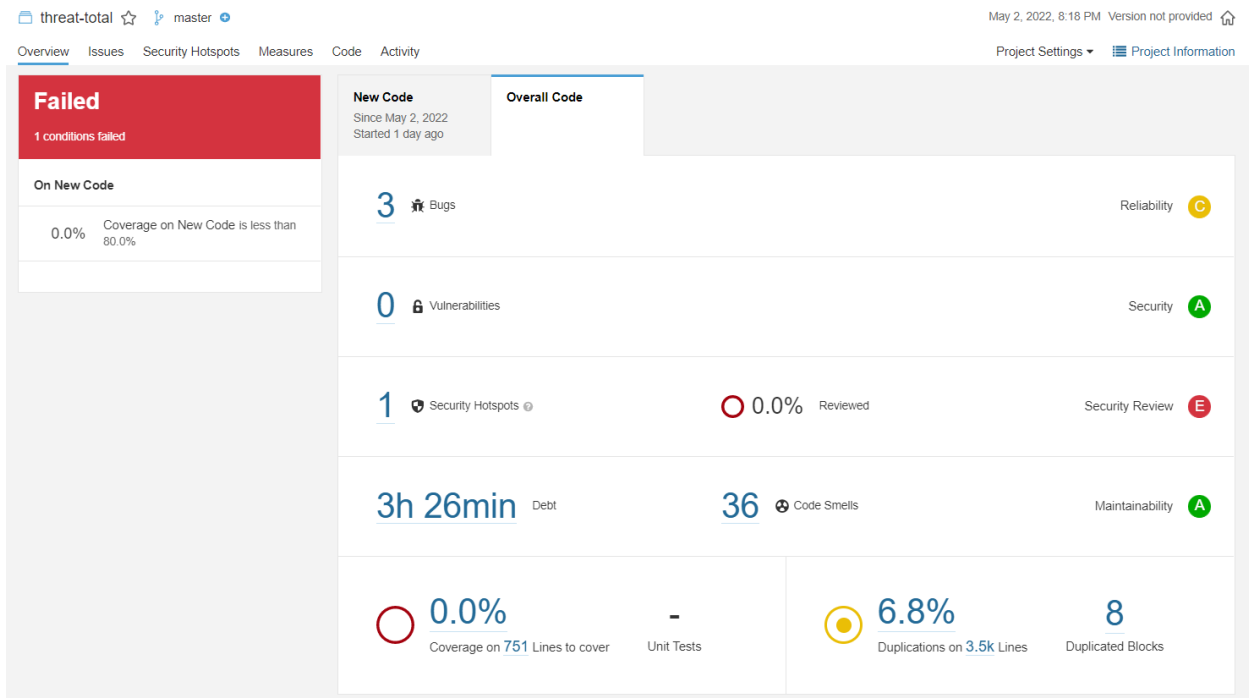 threat-total master
May 2, 2022, 8:18 PM Version not provided
Overview Issues Security Hotspots Measures Code Activity
Project Settings Project Information
Failed
1 conditions failed
On New Code
0.0% Coverage on New Code is less than
80.0%
New Code
Since May 2, 2022
Started 1 day ago
Overall Code
3 Bugs Reliability C
0 Vulnerabilities Security A
1 Security Hotspots ? 0.0% Reviewed Security Review E
3h 26min Debt 36 Code Smells Maintainability A
0.0% - 6.8% 8
Coverage on 751 Lines to cover Unit Tests Duplications on 3.5k Lines Duplicated Blocks